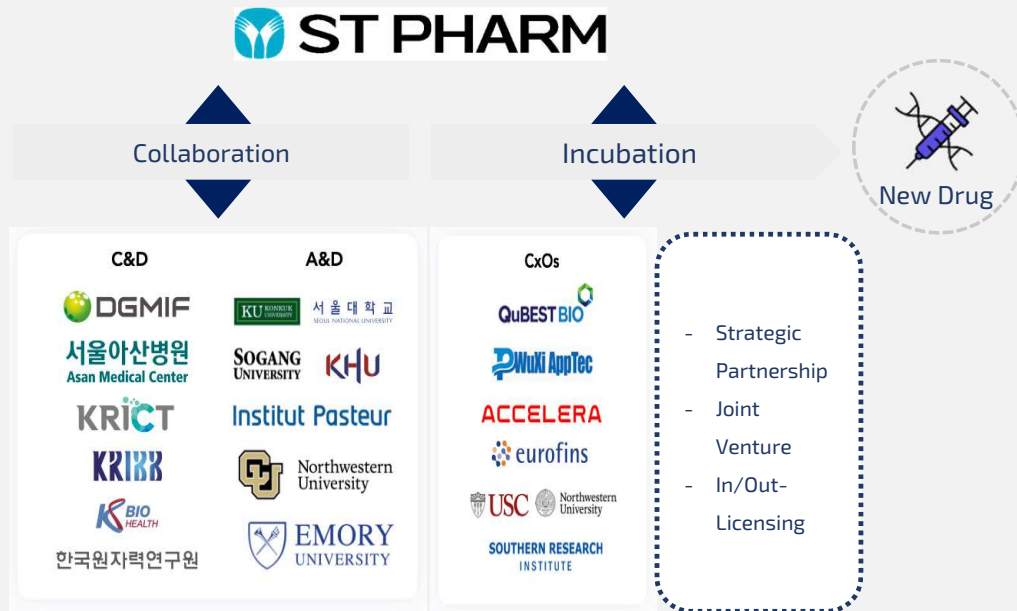 ST PHARM
Collaboration
Incubation
New Drug
C&D
DGMIF
서울아산병원
Asan Medical Center
KRICT
KRIBB
K BIO
HEALTH
한국원자력연구원
A&D
KU KONKUK
UNIVERSITY
서울대학교
SEOUL NATIONAL UNIVERSITY
SOGANG
UNIVERSITY
KHU
Institut Pasteur
CU
Northwestern
University
EMORY
UNIVERSITY
CxOs
QuBEST BIO
WuXi AppTec
ACCELERA
eurofins
USC
Northwestern
University
SOUTHERN RESEARCH
INSTITUTE
- Strategic
Partnership
- Joint
Venture
- In/Out-
Licensing